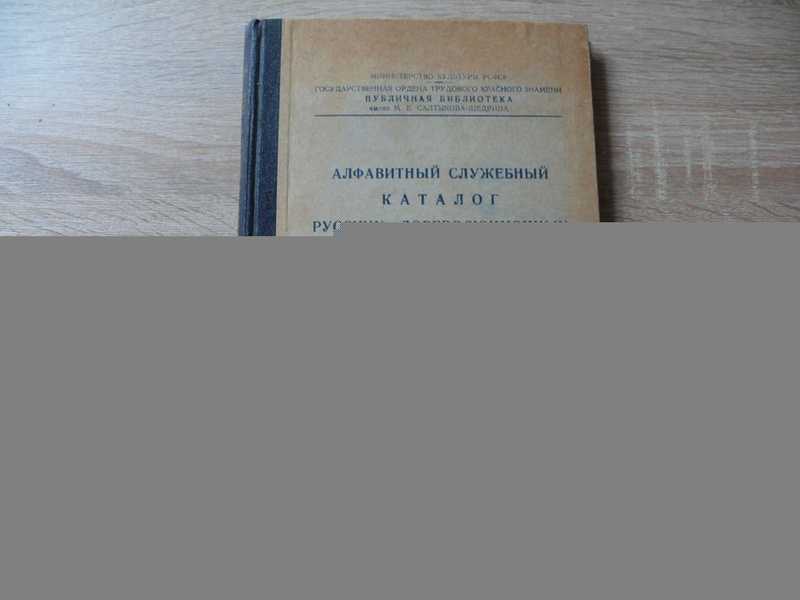 МИНИСТЕРСТВО КУЛЬТУРЫ РСФСР
ГОСУДАРСТВЕННАЯ ОРДЕНА ТРУДОВОГО КРАСНОГО ЗНАМЕНИ
ПУБЛИЧНАЯ БИБЛИОТЕКА
имени М. Е. САЛТЫКОВА-ЩЕДРИНА
АЛФАВИТНЫЙ СЛУЖЕБНЫЙ
КАТАЛОГ